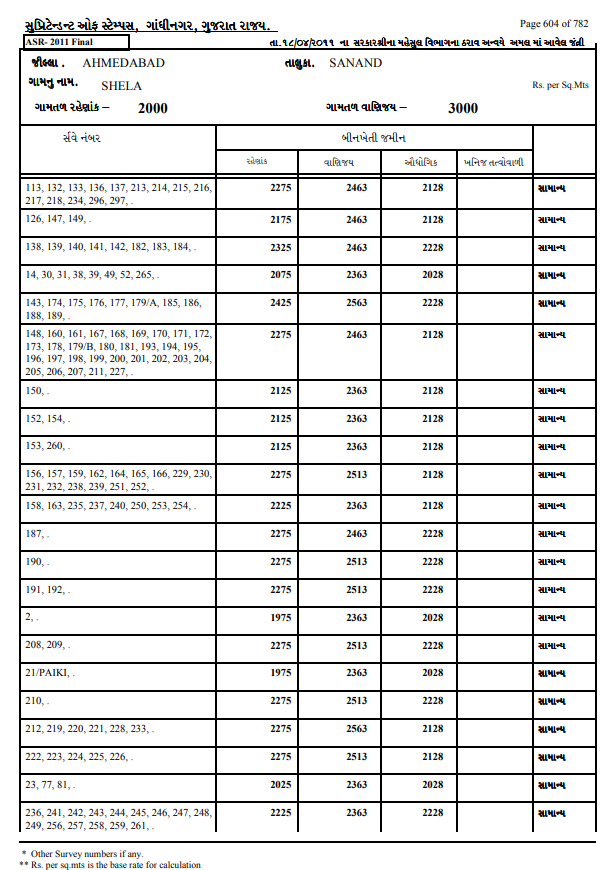 સુપ્રિટેન્ડેન્ટ ઓફ સ્ટેમ્પસ, ગાંધીનગર, ગુજરાત રાજય. Page 604 of 782
ASR- 2011 Final તા.૧૮/૦૪/૨૦૧૧ ના સરકારશ્રીના મહેસુલ વિભાગના ઠરાવ અન્વયે અમલ માં આવેલ જંત્રી
જીલ્લા . AHMEDABAD તાલુકા. SANAND
ગામનુ નામ. SHELA Rs. per Sq.Mts
ગામતળ રહેણાંક – 2000 ગામતળ વાણિજય – 3000
સર્વે નંબર બીનખેતી જમીન
રહેણાંક વાણિજય ઔધોગિક ખનિજ તત્વોવાળી
113, 132, 133, 136, 137, 213, 214, 215, 216, 2275 2463 2128 સામાન્ય
217, 218, 234, 296, 297, .
126, 147, 149, . 2175 2463 2128 સામાન્ય
138, 139, 140, 141, 142, 182, 183, 184, . 2325 2463 2228 સામાન્ય
14, 30, 31, 38, 39, 49, 52, 265, . 2075 2363 2028 સામાન્ય
143, 174, 175, 176, 177, 179/A, 185, 186, 2425 2563 2228 સામાન્ય
188, 189, .
148, 160, 161, 167, 168, 169, 170, 171, 172, 2275 2463 2128 સામાન્ય
173, 178, 179/B, 180, 181, 193, 194, 195,
196, 197, 198, 199, 200, 201, 202, 203, 204,
205, 206, 207, 211, 227, .
150, . 2125 2363 2128 સામાન્ય
152, 154, . 2125 2363 2128 સામાન્ય
153, 260, . 2125 2363 2128 સામાન્ય
156, 157, 159, 162, 164, 165, 166, 229, 230, 2275 2513 2128 સામાન્ય
231, 232, 238, 239, 251, 252, .
158, 163, 235, 237, 240, 250, 253, 254, . 2225 2363 2128 સામાન્ય
187, . 2275 2463 2228 સામાન્ય
190, . 2275 2513 2228 સામાન્ય
191, 192, . 2275 2513 2228 સામાન્ય
2, . 1975 2363 2028 સામાન્ય
208, 209, . 2275 2513 2228 સામાન્ય
21/PAIKI, . 1975 2363 2028 સામાન્ય
210, . 2275 2513 2228 સામાન્ય
212, 219, 220, 221, 228, 233, . 2275 2563 2128 સામાન્ય
222, 223, 224, 225, 226, . 2275 2513 2128 સામાન્ય
23, 77, 81, . 2025 2363 2028 સામાન્ય
236, 241, 242, 243, 244, 245, 246, 247, 248, 2225 2363 2228 સામાન્ય
249, 256, 257, 258, 259, 261, .
* Other Survey numbers if any.
** Rs. per sq.mts is the base rate for calculation